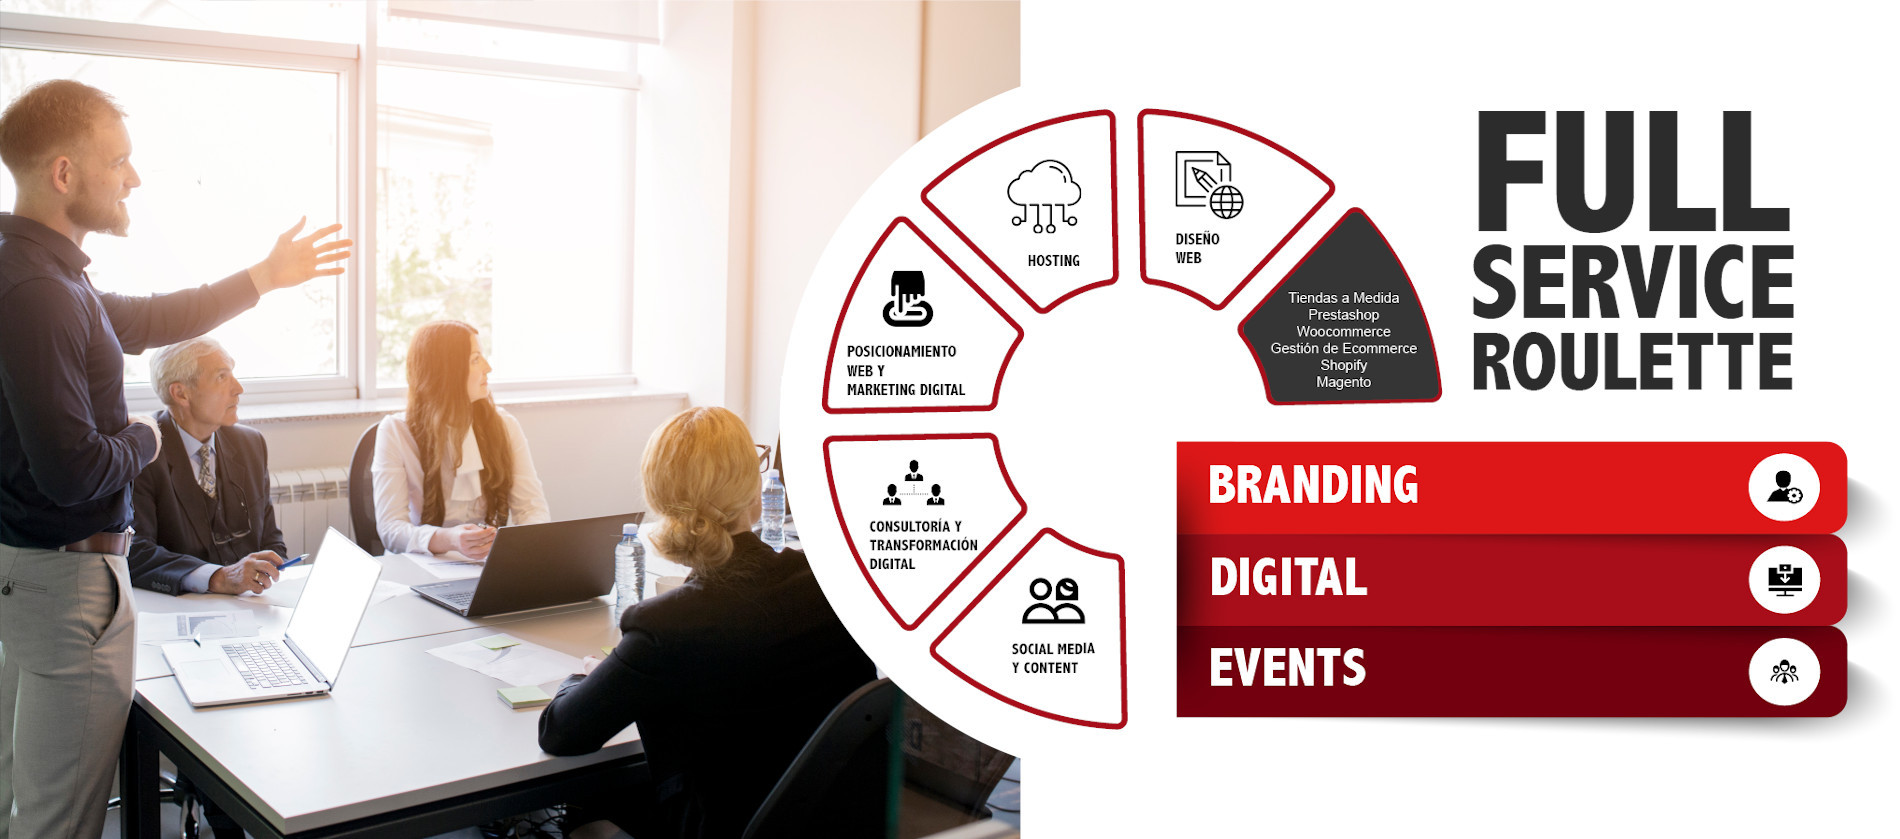 HOSTING
DISEÑO
WEB
Tiendas a Medida
Prestashop
Woocommerce
Gestión de Ecommerce
Shopify
Magento
POSICIONAMIENTO
WEB Y
MARKETING DIGITAL
CONSULTORÍA Y
TRANSFORMACIÓN
DIGITAL
SOCIAL MEDIA
Y CONTENT
FULL
SERVICE
ROULETTE
BRANDING
DIGITAL
EVENTS